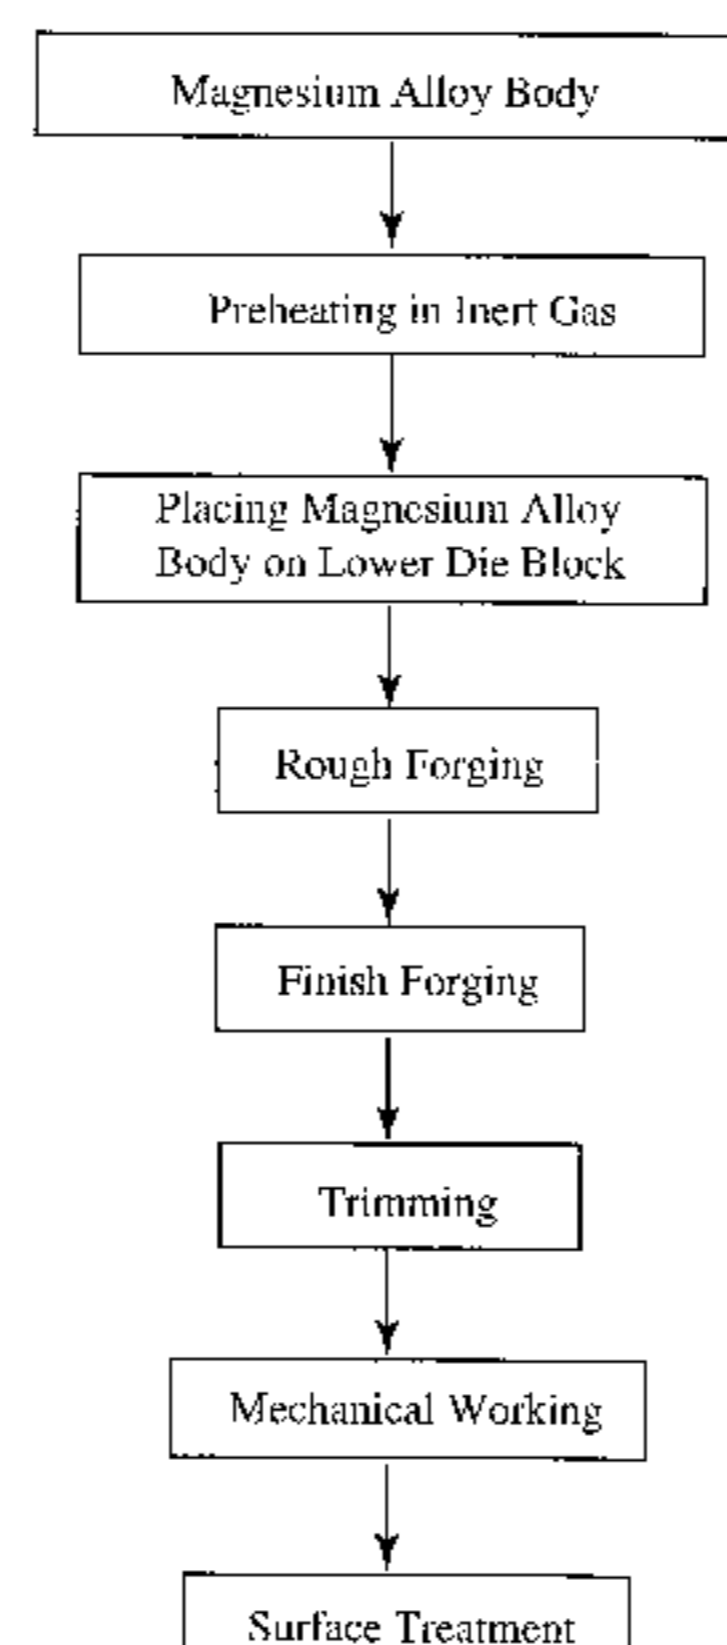 Magnesium Alloy Body
Preheating in Inert Gas
Placing Magnesium Alloy
Body on Lower Die Block
Rough Forging
Finish Forging
Trimming
Mechanical Working
Surface Treatment